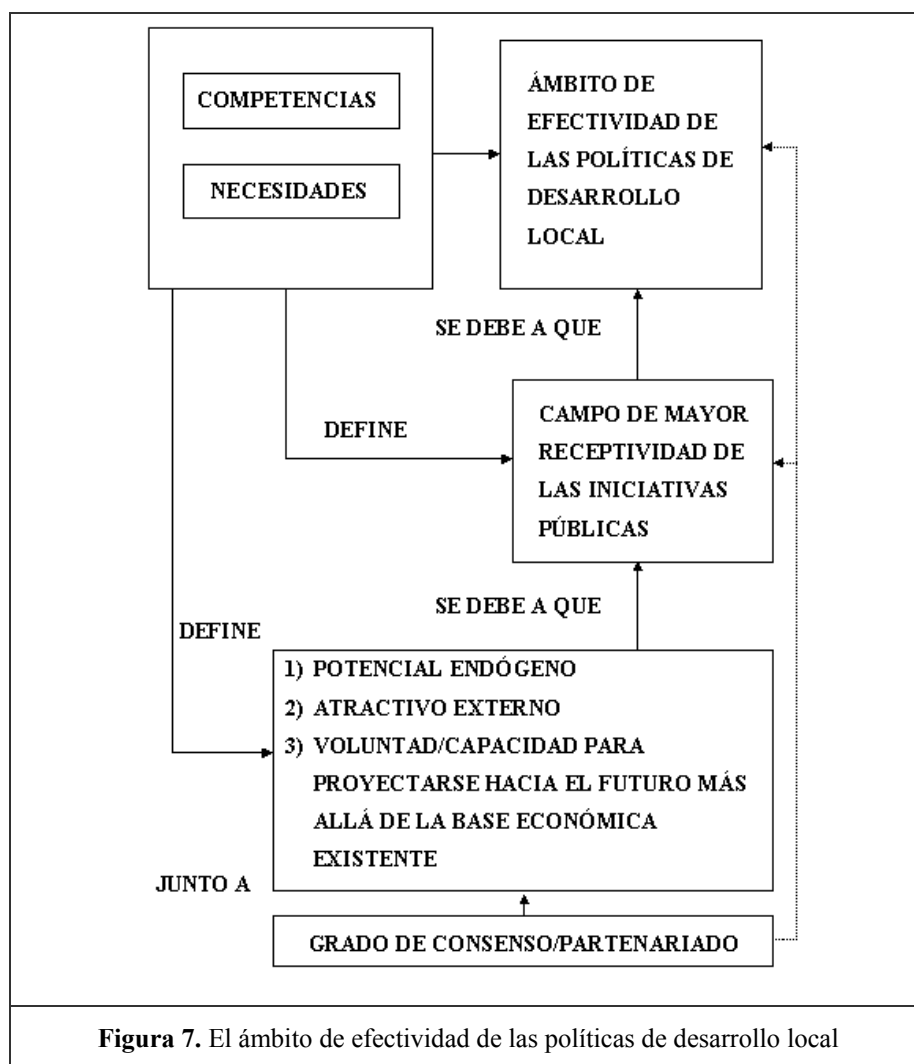 COMPETENCIAS
NECESIDADES
ÁMBITO DE
EFECTIVIDAD DE
LAS POLÍTICAS DE
DESARROLLO
LOCAL
SE DEBE A QUE
DEFINE
CAMPO DE MAYOR
RECEPTIVIDAD DE
LAS INICIATIVAS
PÚBLICAS
SE DEBE A QUE
DEFINE
1) POTENCIAL ENDÓGENO
2) ATRACTIVO EXTERNO
3) VOLUNTAD/CAPACIDAD PARA
PROYECTARSE HACIA EL FUTURO MÁS
ALLÁ DE LA BASE ECONÓMICA
EXISTENTE
JUNTO A
GRADO DE CONSENSO/PARTENARIADO
Figura 7. El ámbito de efectividad de las políticas de desarrollo local